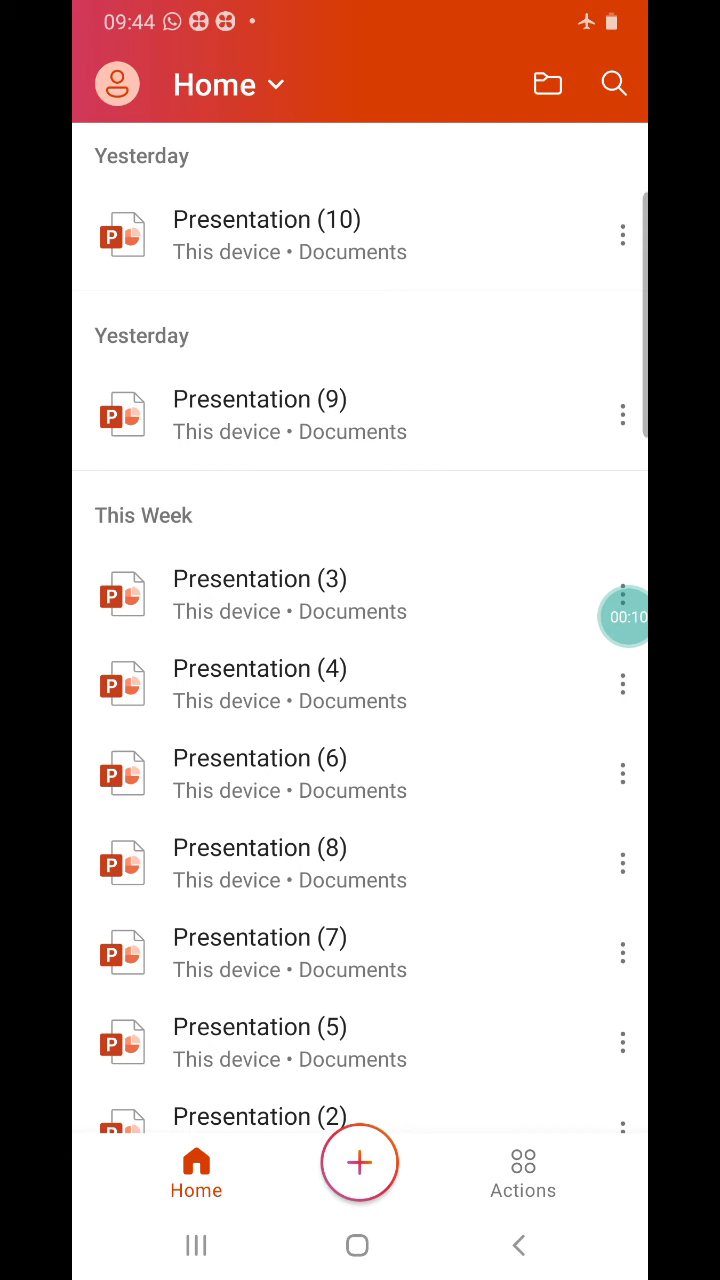 09:44
Home
Yesterday
P
Presentation (10)
This device • Documents
Yesterday
P
Presentation (9)
This device • Documents
This Week
P
Presentation (3)
This device • Documents
00:10
P
Presentation (4)
This device • Documents
P
Presentation (6)
This device • Documents
P
Presentation (8)
This device • Documents
P
Presentation (7)
This device • Documents
P
Presentation (5)
This device • Documents
P
Presentation (2)
Home
Actions